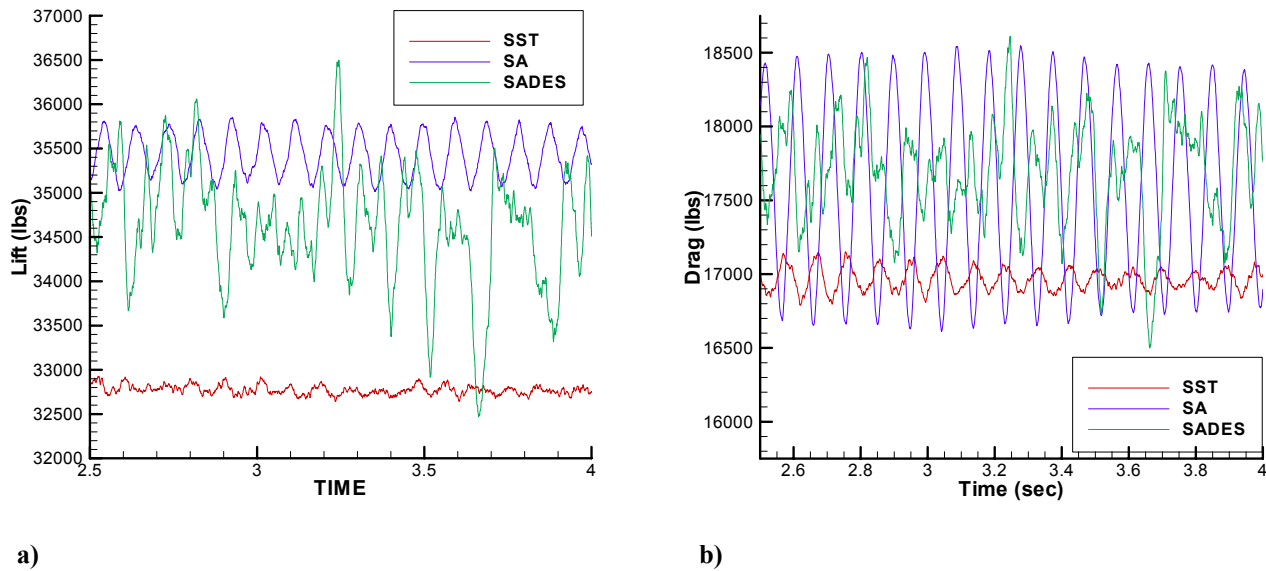 37000
36500
36000
35500
35000
34500
34000
33500
33000
32500
32000
Lift (lbs)
2.5
3
3.5
4
TIME
SST
SA
SADES
a)
18500
18000
17500
17000
16500
16000
Drag (lbs)
2.6
2.8
3
3.2
3.4
3.6
3.8
4
Time (sec)
SST
SA
SADES
b)